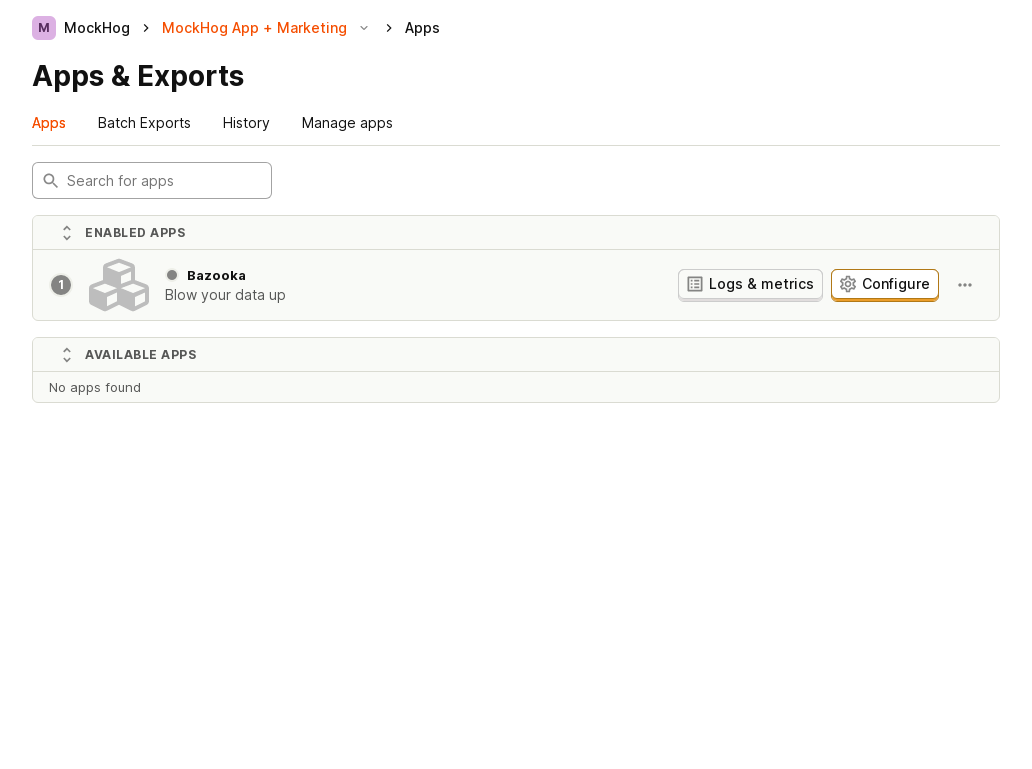 M MockHog MockHog App + Marketing Apps
Apps & Exports
Apps Batch Exports History Manage apps
Search for apps
ENABLED APPS
1 Bazooka
Blow your data up
Logs & metrics Configure
AVAILABLE APPS
No apps found